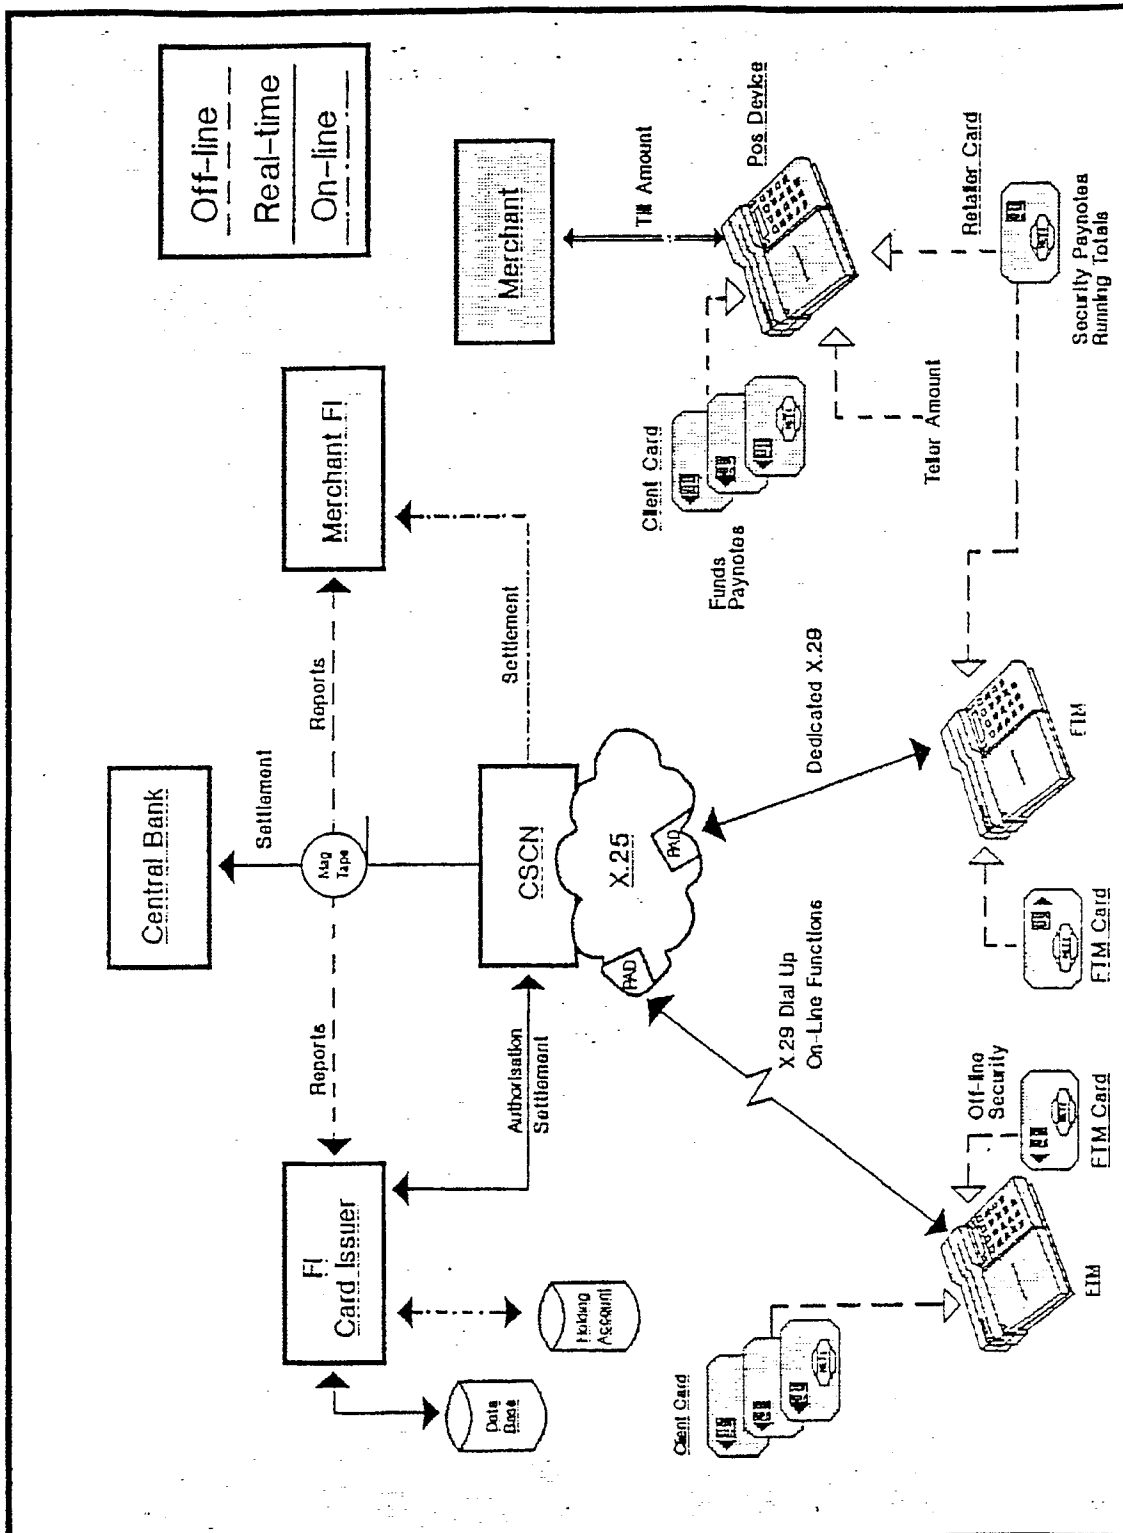 Off-line
Real-time
On-line
Central Bank
Settlement
Reports
Mag
Tape
Reports
FI
Card Issuer
Merchant FI
Merchant
Data
Base
Holding
Account
Authorisation
Settlement
CSCN
Settlement
X.25
PAD
PAD
Till Amount
Pos Device
Client Card
Funds
Paynotes
Teller Amount
Retailer Card
Security Paynotes
Running Totals
X.29 Dial Up
On-Line Functions
Dedicated X.29
Client Card
FTM
Off-line
Security
FTM Card
FTM Card
FTM